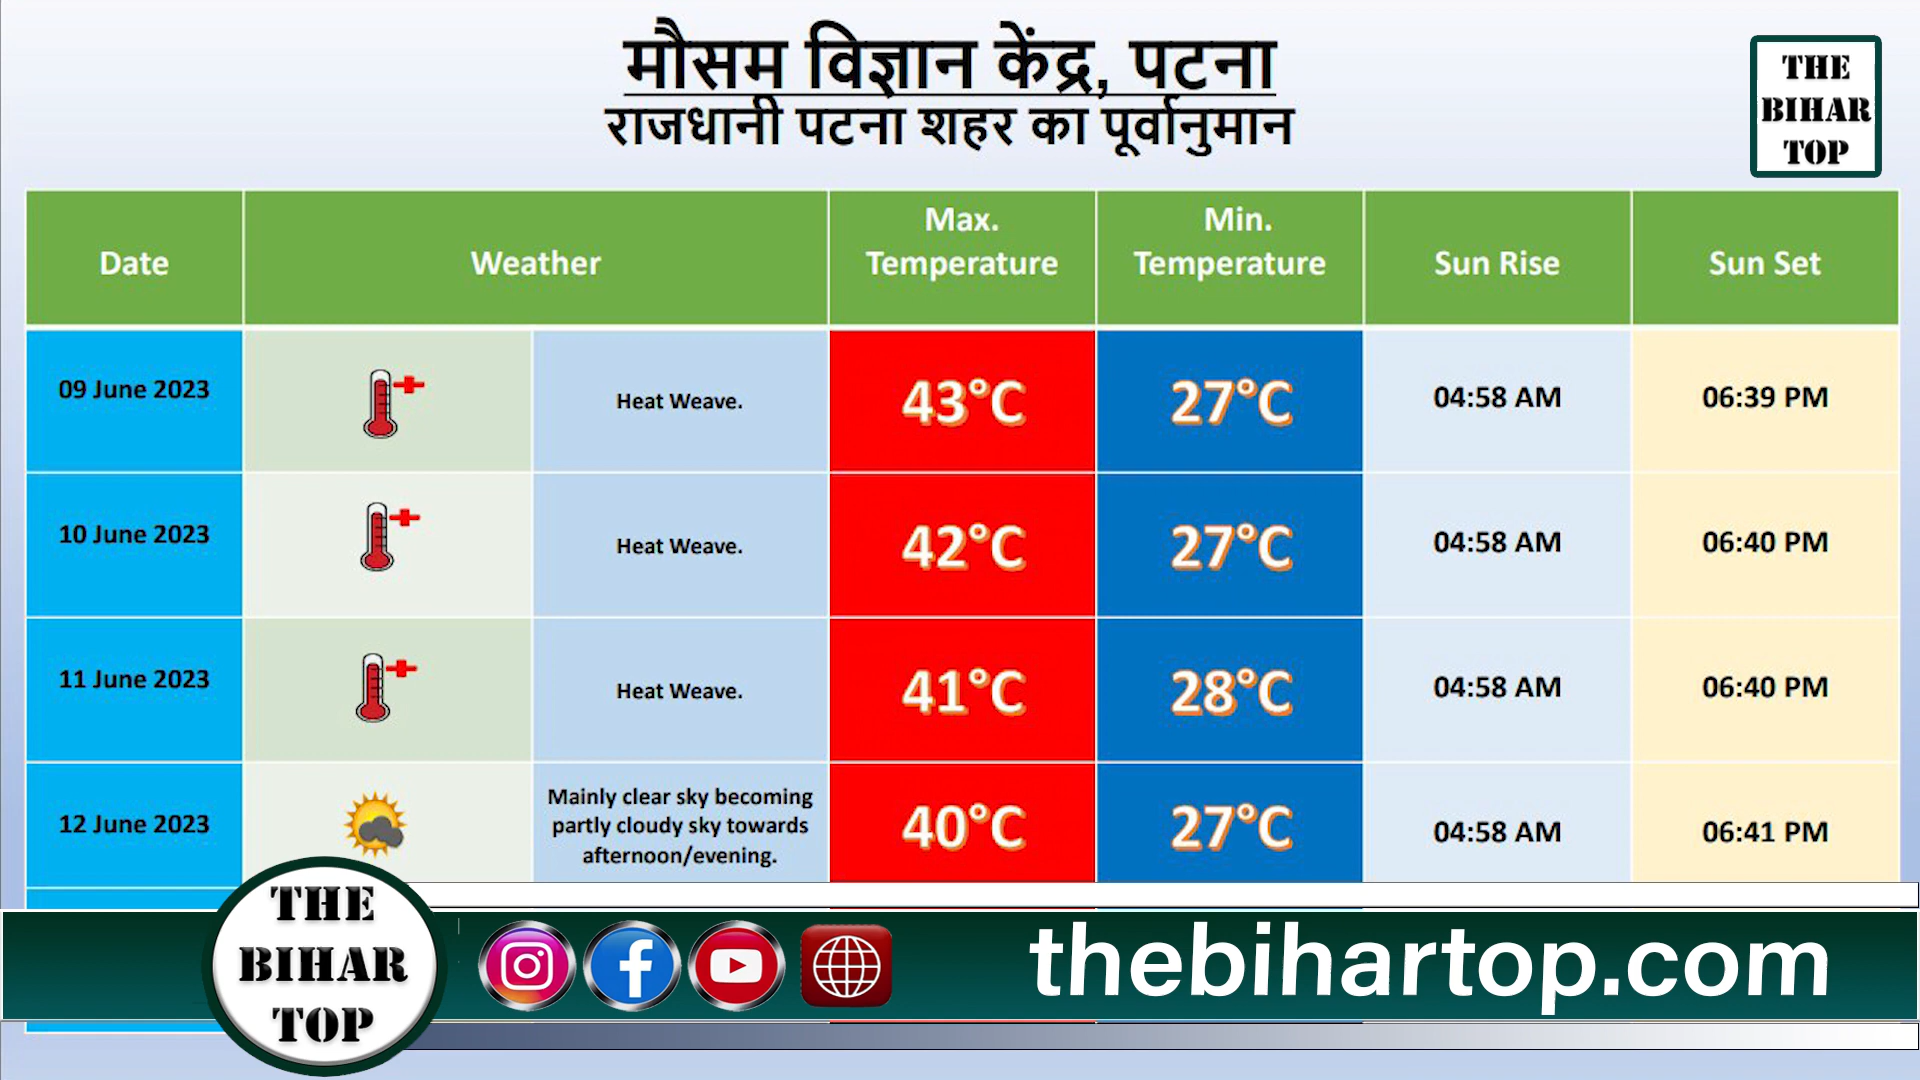 मौसम विज्ञान केंद्र, पटना
राजधानी पटना शहर का पूर्वानुमान
THE
BIHAR
TOP
Date Weather Max. Temperature Min. Temperature Sun Rise Sun Set
09 June 2023 Heat Weave. 43°C 27°C 04:58 AM 06:39 PM
10 June 2023 Heat Weave. 42°C 27°C 04:58 AM 06:40 PM
11 June 2023 Heat Weave. 41°C 28°C 04:58 AM 06:40 PM
12 June 2023 Mainly clear sky becoming partly cloudy sky towards afternoon/evening. 40°C 27°C 04:58 AM 06:41 PM
THE
BIHAR
TOP
thebihartop.com